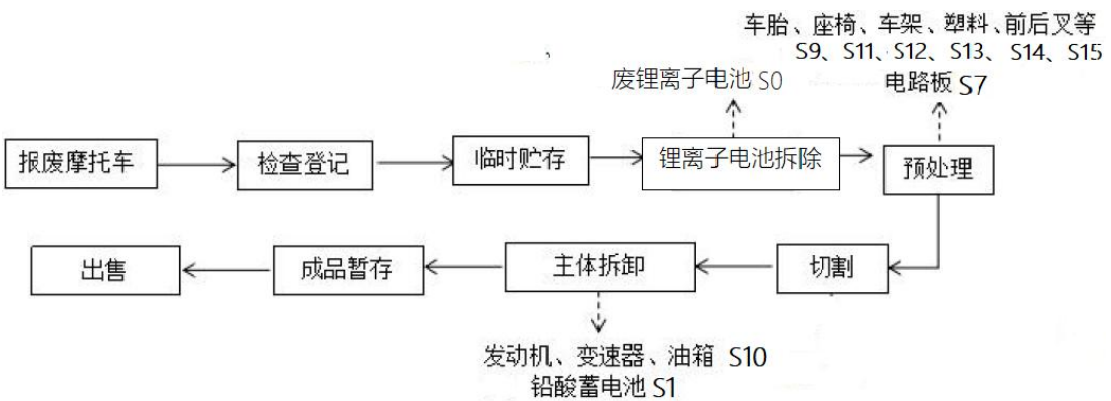 车胎、座椅、车架、塑料、前后叉等
S9、S11、S12、S13、S14、S15
废锂离子电池 S0
电路板 S7
报废摩托车
检查登记
临时贮存
锂离子电池拆除
预处理
出售
成品暂存
主体拆卸
切割
发动机、变速器、油箱 S10
铅酸蓄电池 S1